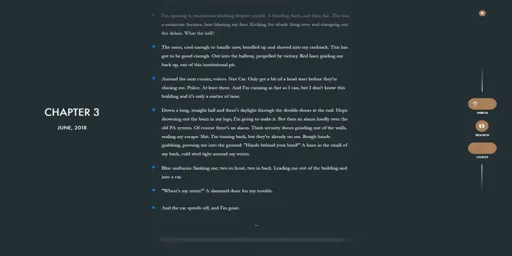 I'm opening it, excitement building despite myself. A blinding flash, and then fire. The
a miniature furnace, heat blasting my face. Kicking the whole thing over and stamping out
the debris. What the hell?
The notes, cool enough to handle now, bundled up and shoved into my rucksack. This has
got to be good enough. Out into the hallway, propelled by victory. Red lines guiding me
back up, out of this institutional pit.
Around the next corner, voices. Not Cat. Only get a bit of a head start before they're
chasing me. Police. At least three. And I'm running as fast as I can, but I don't know this
building and it's only a matter of time.
CHAPTER 3
JUNE, 2018
Down a long, straight hall and there's daylight through the double-doors at the end. Hope
drowning out the burn in my legs, I'm going to make it. But then an alarm loudly over the
old PA system. Of course there's an alarm. Thick security doors grinding out of the walls,
sealing my escape. Shit. I'm turning back, but they're already on me. Rough hands
grabbing, pressing me into the ground. "Hands behind your head!" A knee in the small of
my back, cold steel tight around my wrists.
Blue uniforms flanking me, two in front, two in back. Leading me out of the building and
into a car.
"Where's my sister?" A slammed door for my trouble.
And the car speeds off, and I'm gone.